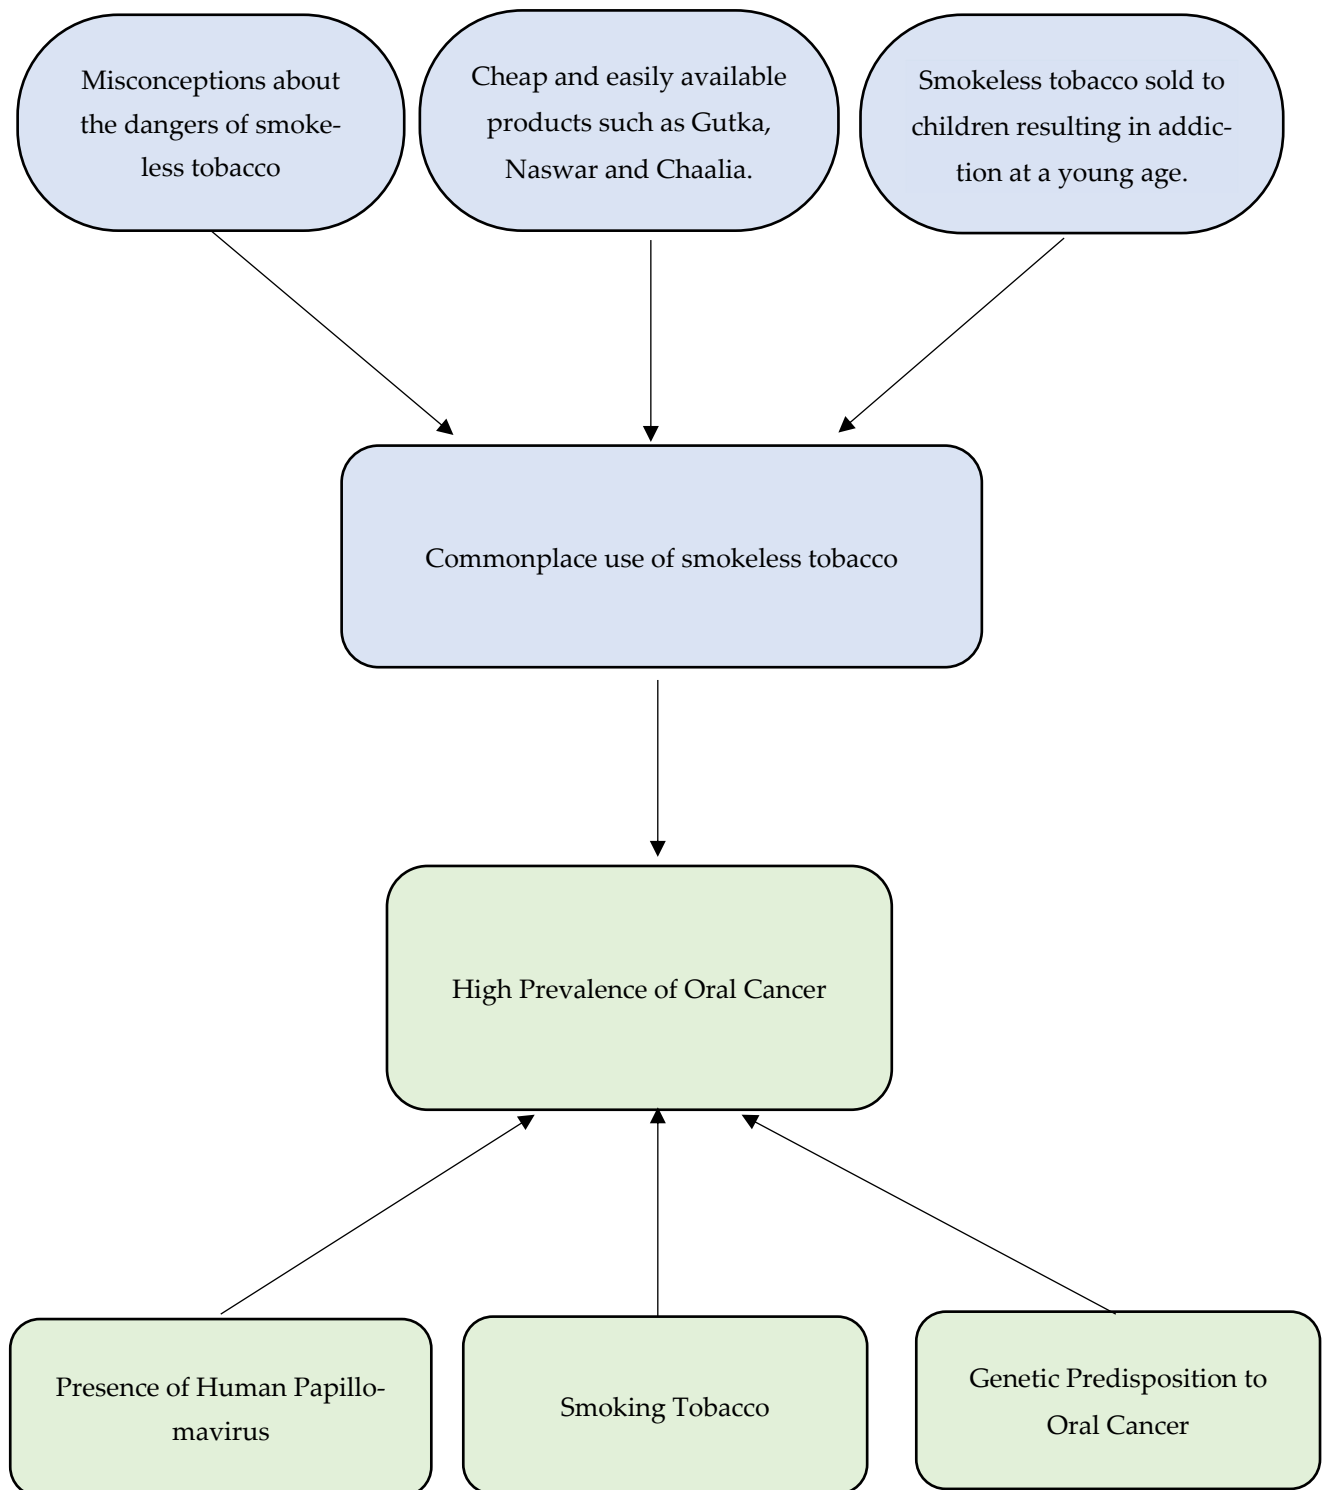 Misconceptions about
the dangers of smoke-
less tobacco
Cheap and easily available
products such as Gutka,
Naswar and Chaalia.
Smokeless tobacco sold to
children resulting in addic-
tion at a young age.
Commonplace use of smokeless tobacco
High Prevalence of Oral Cancer
Presence of Human Papillo-
mavirus
Smoking Tobacco
Genetic Predisposition to
Oral Cancer